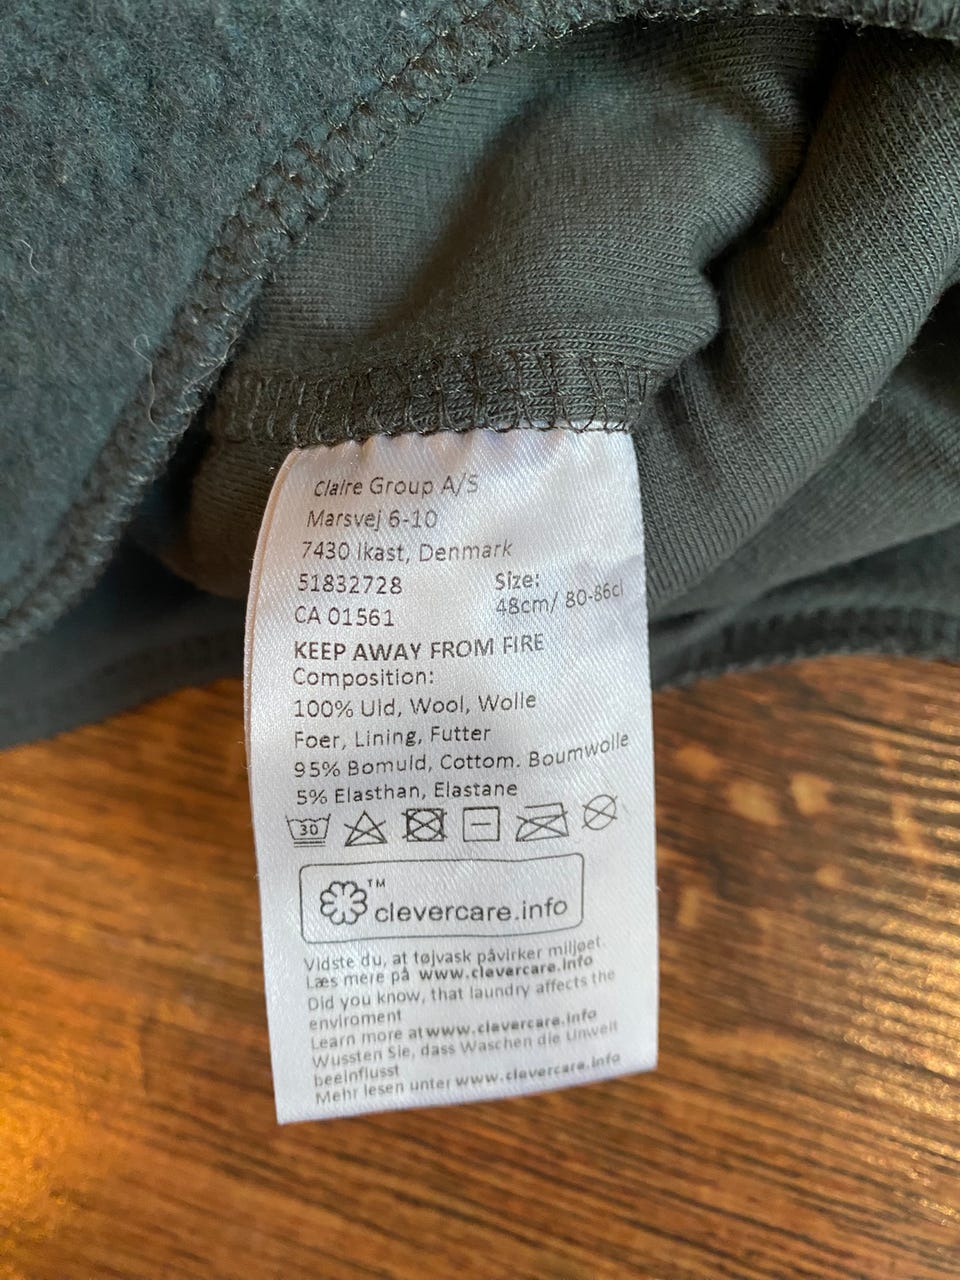 Claire Group A/S
Marsvej 6-10
7430 Ikast, Denmark
51832728 Size:
CA 01561 48cm/ 80-86cl
KEEP AWAY FROM FIRE
Composition:
100% Uld, Wool, Wolle
Foer, Lining, Futter
95% Bomuld, Cottom. Boumwolle
5% Elasthan, Elastane
30
TM
clevercare.info
Vidste du, at tøjvask påvirker miljøet.
Læs mere på www.clevercare.info
Did you know, that laundry affects the
enviroment
Learn more at www.clevercare.info
Wussten Sie, dass Waschen die Umwelt
beeinflusst
Mehr lesen unter www.clevercare.info